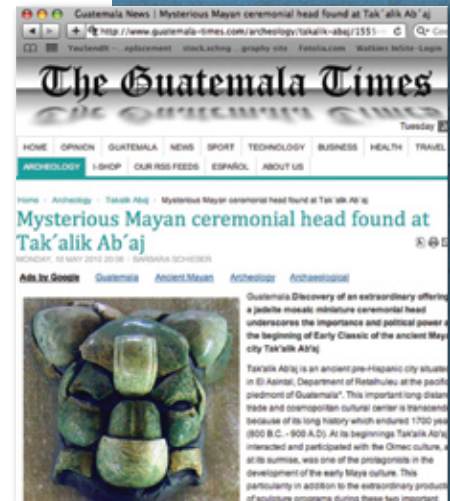 Guatemala News | Mysterious Mayan ceremonial head found at Tak´alik Ab´aj
http://www.guatemala-times.com/archeology/takalik-abaj/1551
YouSendIt
Fotolia.com
The Guatemala Times
Tuesday
HOME OPINION GUATEMALA NEWS SPORT TECHNOLOGY BUSINESS HEALTH TRAVEL
ARCHEOLOGY I-SHOP OUR RSS FEEDS ESPAÑOL ABOUT US
Home Archeology Takalik Abaj Mysterious Mayan ceremonial head found at Tak´alik Ab´aj
Mysterious Mayan ceremonial head found at
Tak´alik Ab´aj
MONDAY, 10 MAY 2010 20:06 BARBARA SCHIEBER
Ads by Google Guatemala Ancient Mayan Archeology Archaeological
Guatemala.Discovery of an extraordinary offering
a jadeite mosaic miniature ceremonial head
underscores the importance and political power a
the beginning of Early Classic of the ancient Maya
city Tak'alik Ab'aj
Tak'alik Ab'aj is an ancient pre-Hispanic city situated
in El Asintal, Department of Retalhuleu at the pacific
piedmont of Guatemala". This important long distan
trade and cosmopolitan cultural center is transcend
because of its long history which endured 1700 yea
(800 B.C. - 900 A.D). At its beginnings Tak'alik Ab'aj
interacted and participated with the Olmec culture, a
at its sunrise, was one of the protagonists in the
development of the early Maya culture. This
particularity in addition to the extraordinary producti
of sculpture programs during these two important